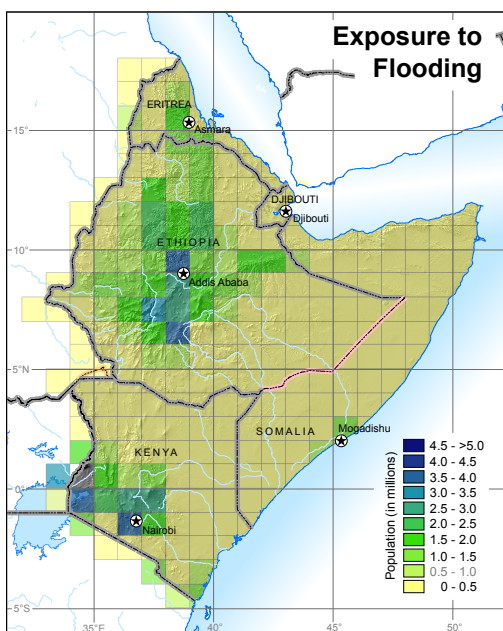 Exposure to
Flooding
ERITREA
Asmara
15°
DJIBOUTI
Djibouti
ETHIOPIA
10°
Addis Ababa
5°N
SOMALIA
Mogadishu
KENYA
0°
Nairobi
5°S
35°E
40°
45°
50°
Population (in millions)
4.5 - >5.0
4.0 - 4.5
3.5 - 4.0
3.0 - 3.5
2.5 - 3.0
2.0 - 2.5
1.5 - 2.0
1.0 - 1.5
0.5 - 1.0
0 - 0.5